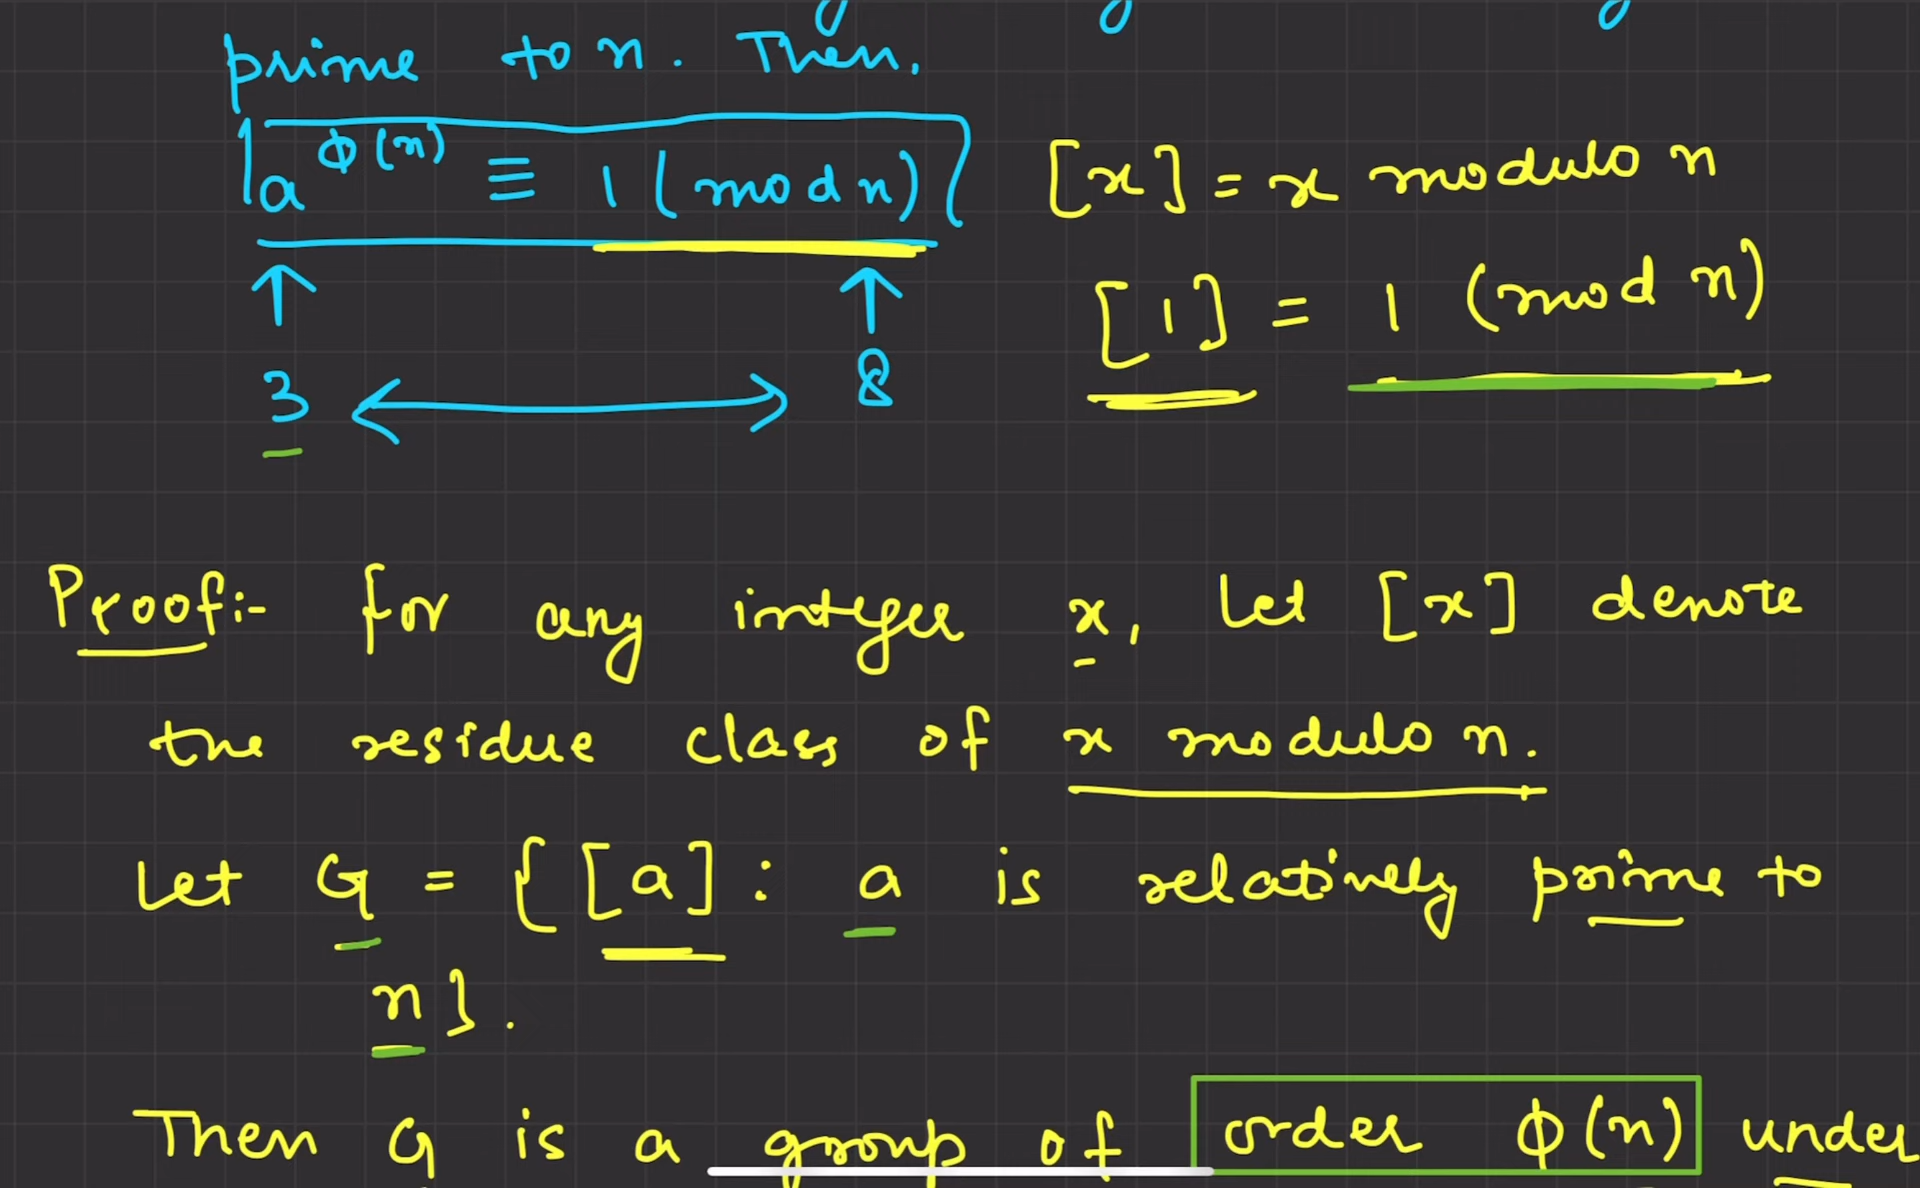 prime to n. Then,
a^ϕ(n) ≡ 1 (mod n)
[x] = x modulo n
[1] = 1 (mod n)
3 8
Proof:- for any integer x, Let [x] denote
the residue class of x modulo n.
Let G = { [a] : a is relatively prime to
n}.
Then G is a group of order ϕ(n) under